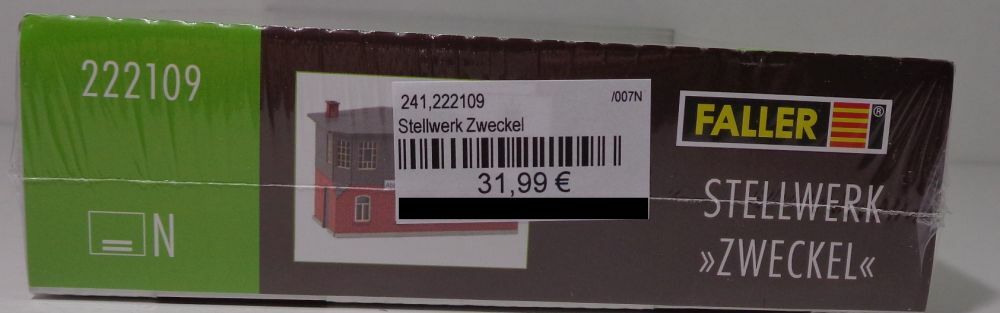 222109
N
241,222109
/007N
Stellwerk Zweckel
31,99 €
FALLER®
STELLWERK
»ZWECKEL«